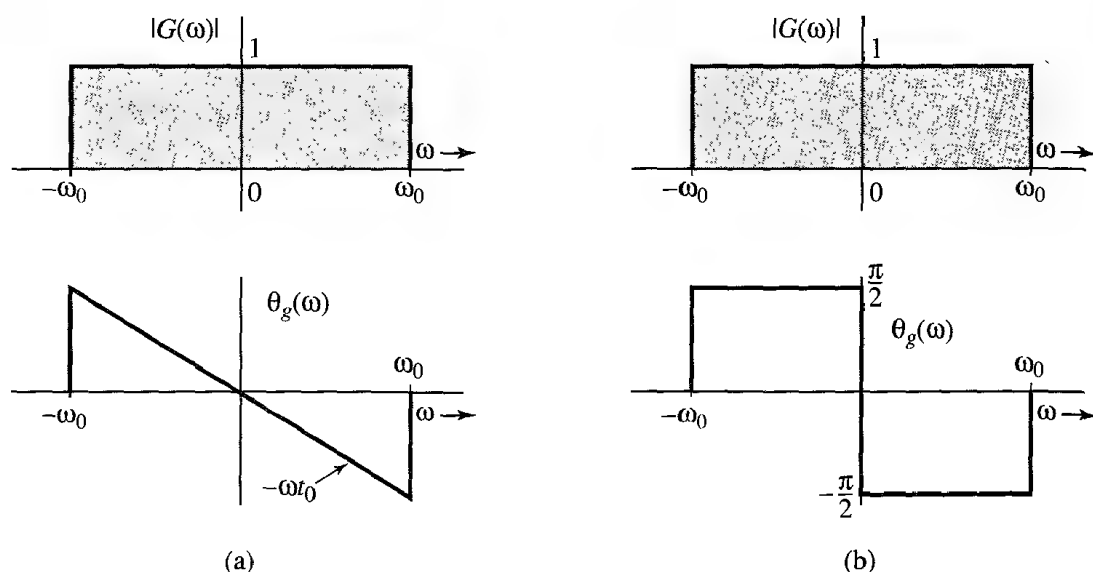 |G(ω)|
1
ω
−ω₀
0
ω₀
θg(ω)
ω₀
−ω₀
ω
−ωt₀
(a)
|G(ω)|
1
ω
−ω₀
0
ω₀
π/2
θg(ω)
ω₀
−ω₀
ω
−π/2
(b)